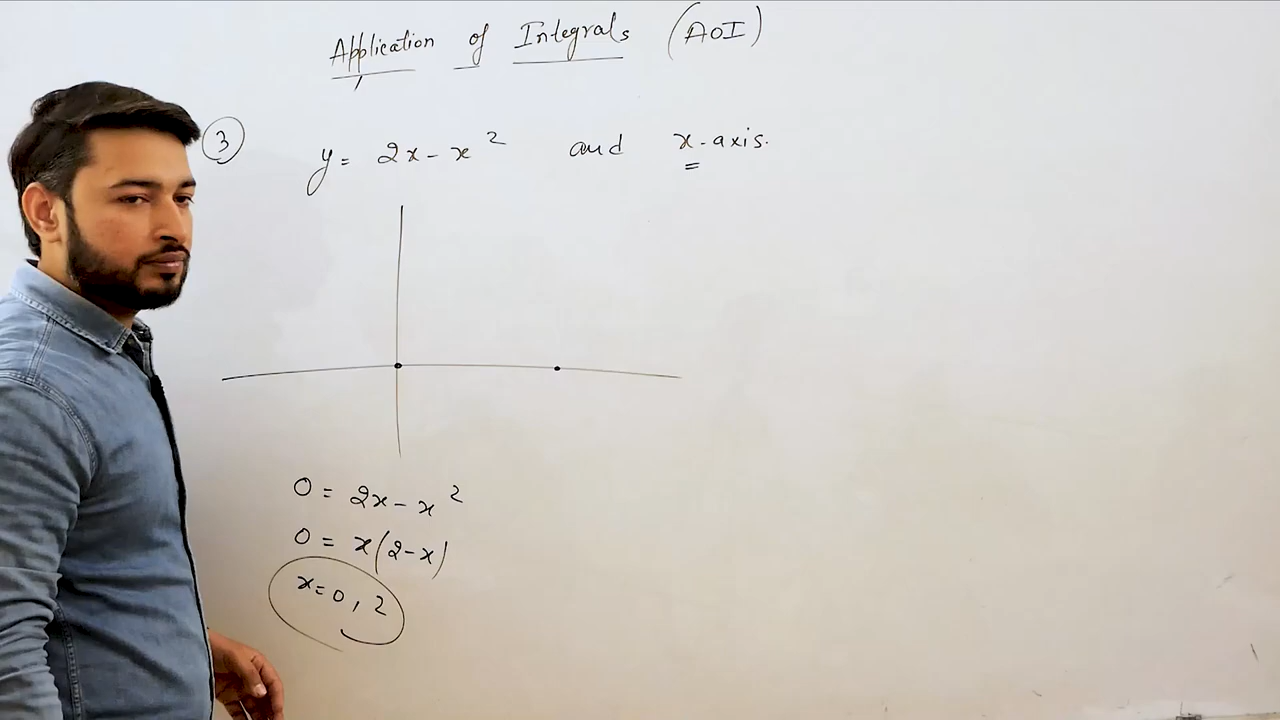 Application of Integrals (AOI)
3 y = 2x - x² and x-axis.
0 = 2x - x²
0 = x(2-x)
x=0, 2